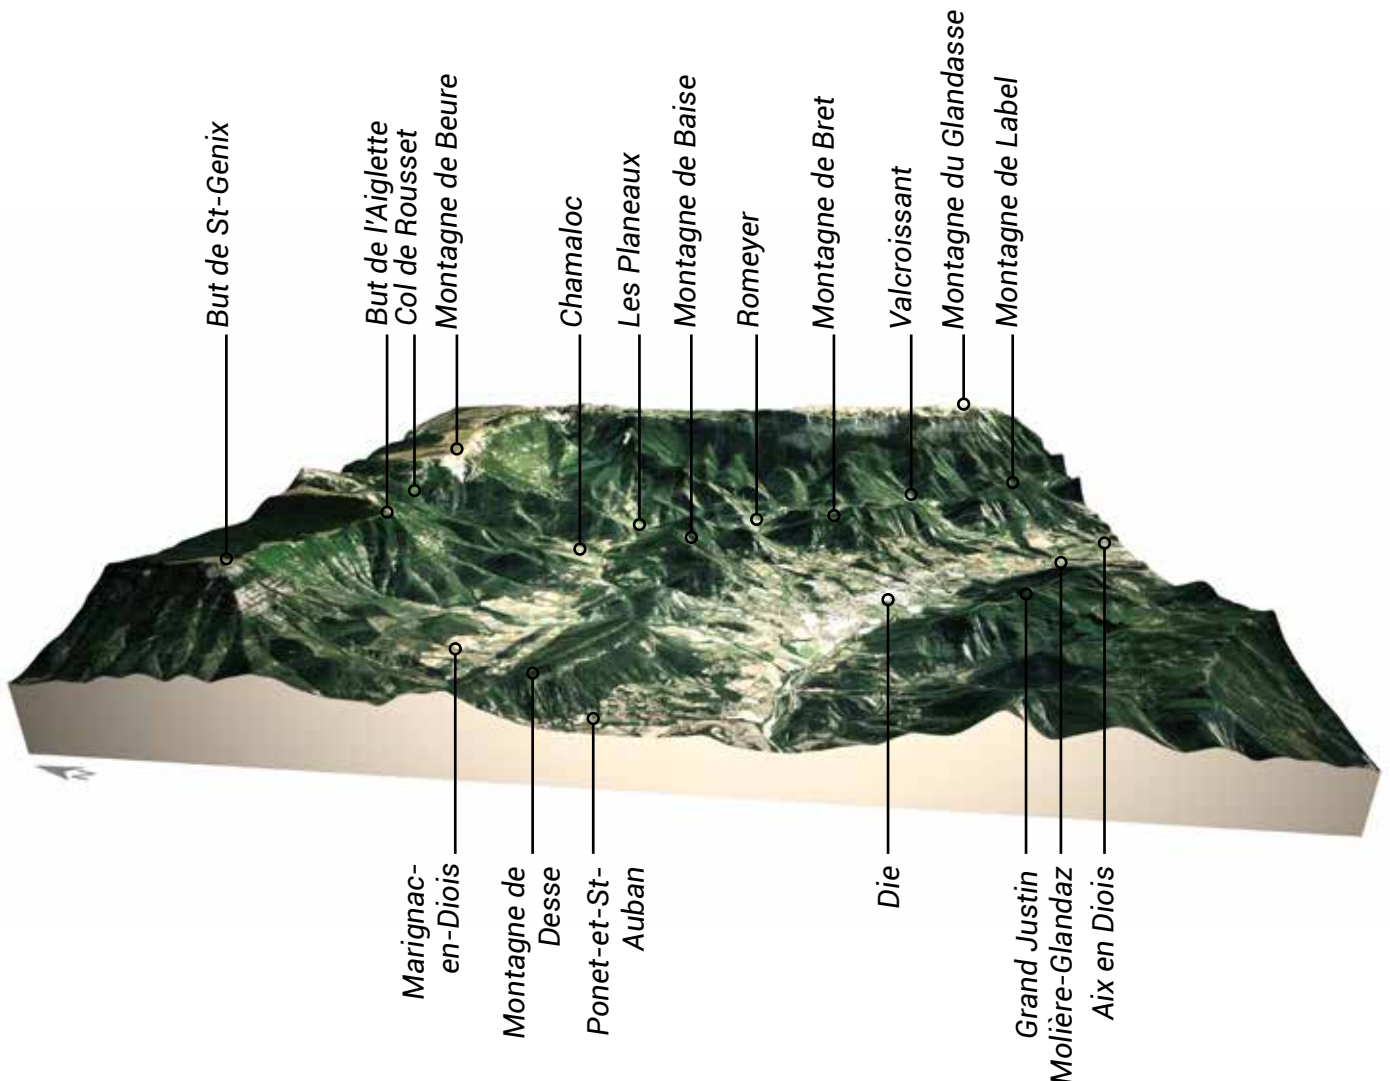 But de St-Genix
But de l'Aiglette
Col de Rousset
Montagne de Beure
Chamaloc
Les Planeaux
Montagne de Baise
Romeyer
Montagne de Bret
Valcroissant
Montagne du Glandasse
Montagne de Label
N
Marignac-
en-Diois
Montagne de
Desse
Ponet-et-St-
Auban
Die
Grand Justin
Molière-Glandaz
Aix en Diois